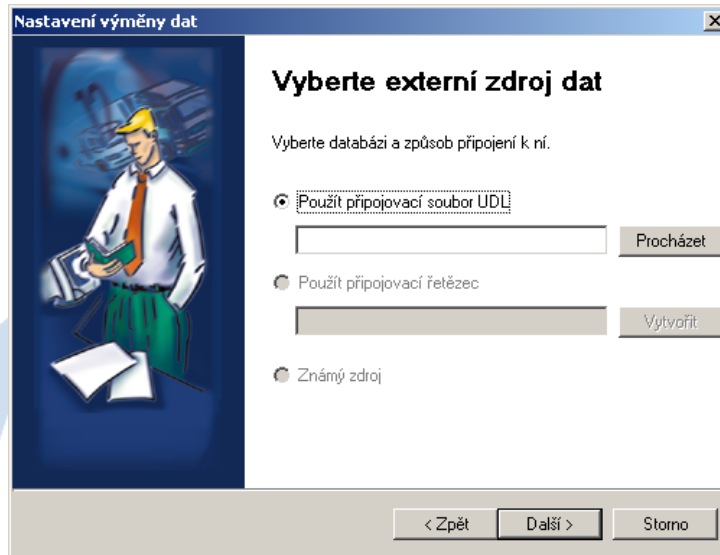 Nastavení výměny dat
Vyberte externí zdroj dat
Vyberte databázi a způsob připojení k ní.
Použít připojovací soubor UDL
Procházet
Použít připojovací řetězec
Vytvořit
Známý zdroj
< Zpět Další > Storno